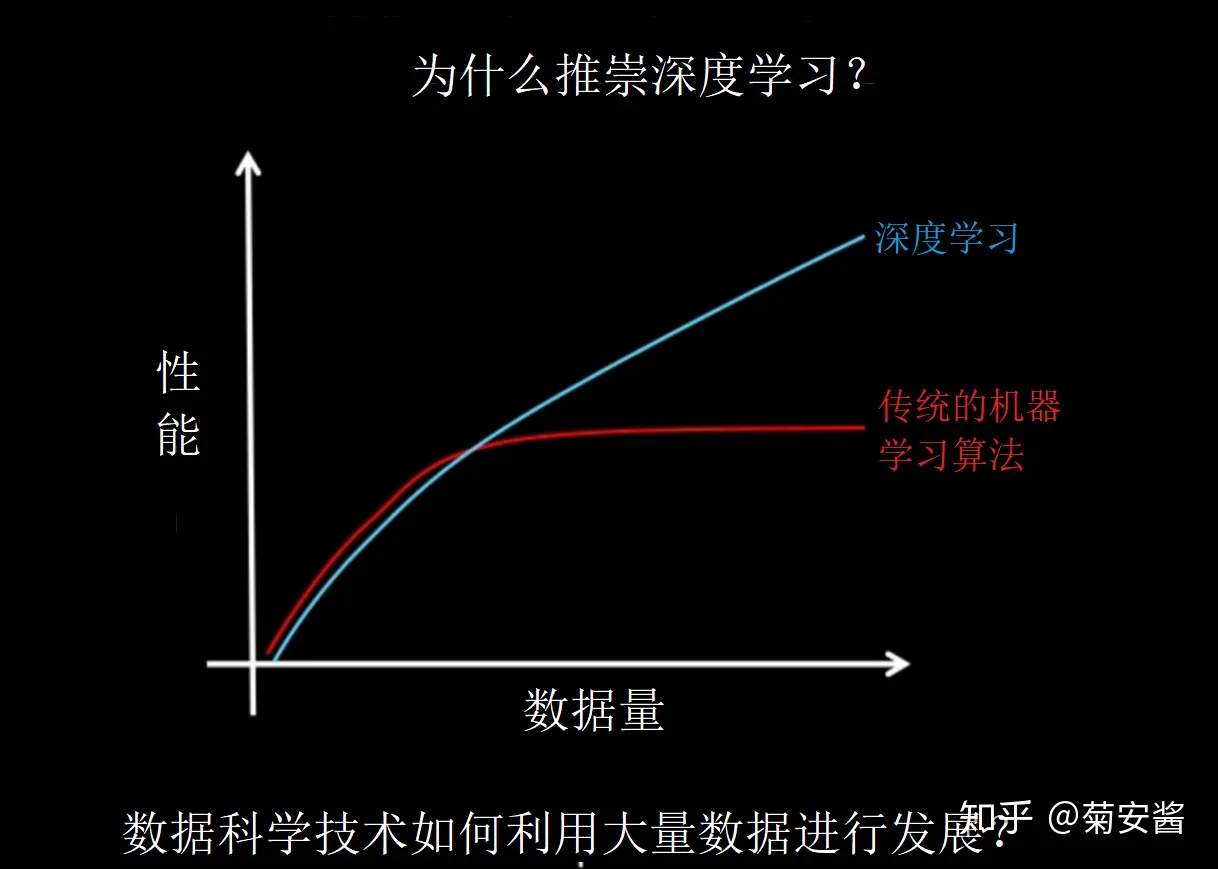 为什么推崇深度学习？
深度学习
性
能
传统的机器
学习算法
数据量
数据科学技术如何利用大量数据进行发展？
知乎 @菊安酱